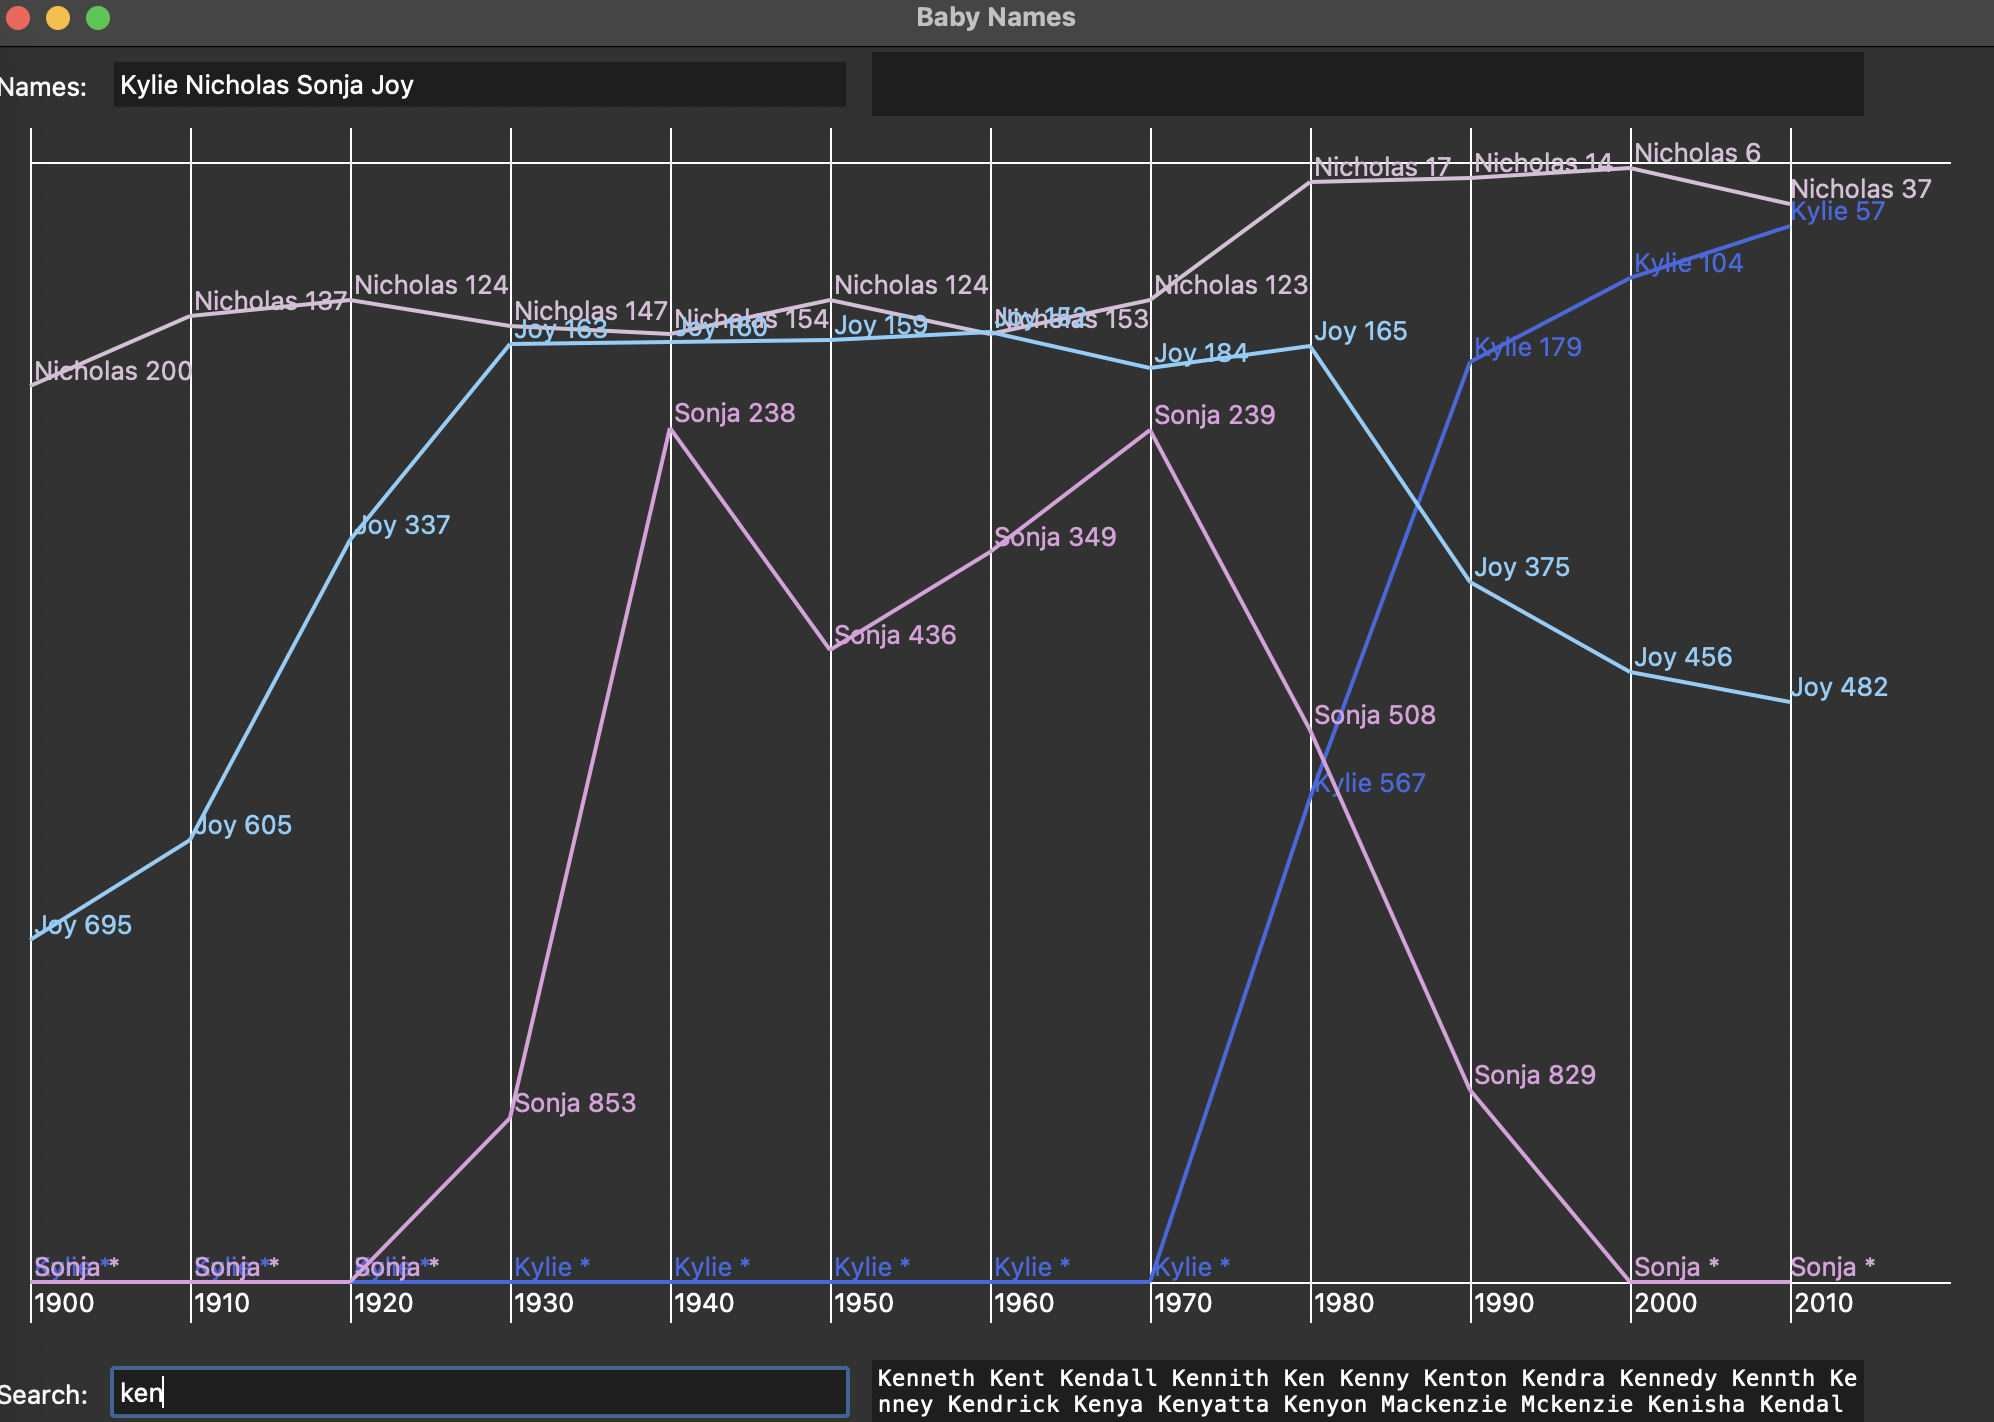 Baby Names
Names: Kylie Nicholas Sonja Joy
Nicholas 6
Nicholas 17 Nicholas 14
Nicholas 37
Kylie 57
Kylie 104
Nicholas 124 Nicholas 124 Nicholas 123
Nicholas 137
Nicholas 147
Nicholas 154 Nicholas 153
Joy 163 Joy 160 Joy 159 Joy 152 Joy 165
Kylie 179
Joy 184
Nicholas 200
Sonja 238 Sonja 239
Joy 337
Sonja 349
Joy 375
Sonja 436
Joy 456
Joy 482
Sonja 508
Kylie 567
Joy 605
Joy 695
Sonja 829
Sonja 853
Kylie * Sonja * Kylie * Sonja * Kylie * Sonja * Kylie * Kylie * Kylie * Kylie * Kylie * Sonja * Sonja *
1900 1910 1920 1930 1940 1950 1960 1970 1980 1990 2000 2010
Search: ken
Kenneth Kent Kendall Kennith Ken Kenny Kenton Kendra Kennedy Kennth Ke
nney Kendrick Kenya Kenyatta Kenyon Mackenzie Mckenzie Kenisha Kendal